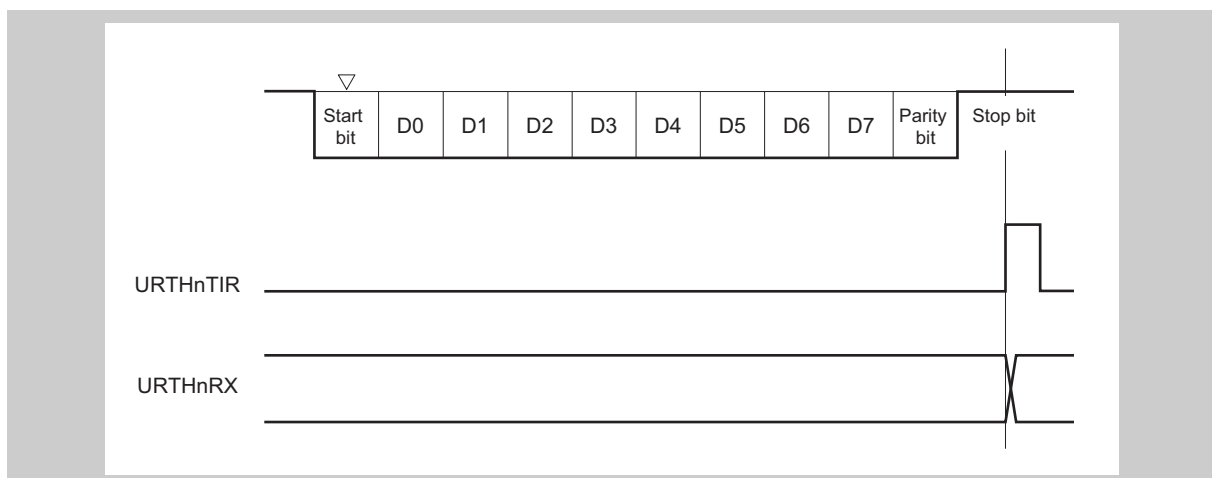 Start bit D0 D1 D2 D3 D4 D5 D6 D7 Parity bit Stop bit
URTHnTIR
URTHnRX